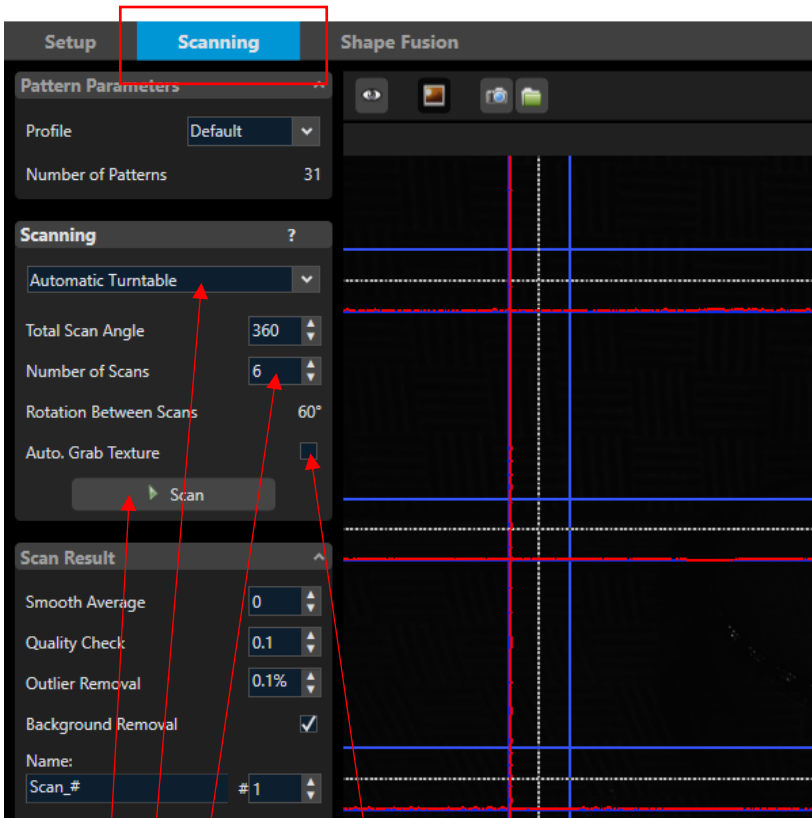 Setup Scanning Shape Fusion
Pattern Parameters
Profile Default
Number of Patterns 31
Scanning ?
Automatic Turntable
Total Scan Angle 360
Number of Scans 6
Rotation Between Scans 60°
Auto. Grab Texture
Scan
Scan Result
Smooth Average 0
Quality Check 0.1
Outlier Removal 0.1%
Background Removal
Name:
Scan_# # 1